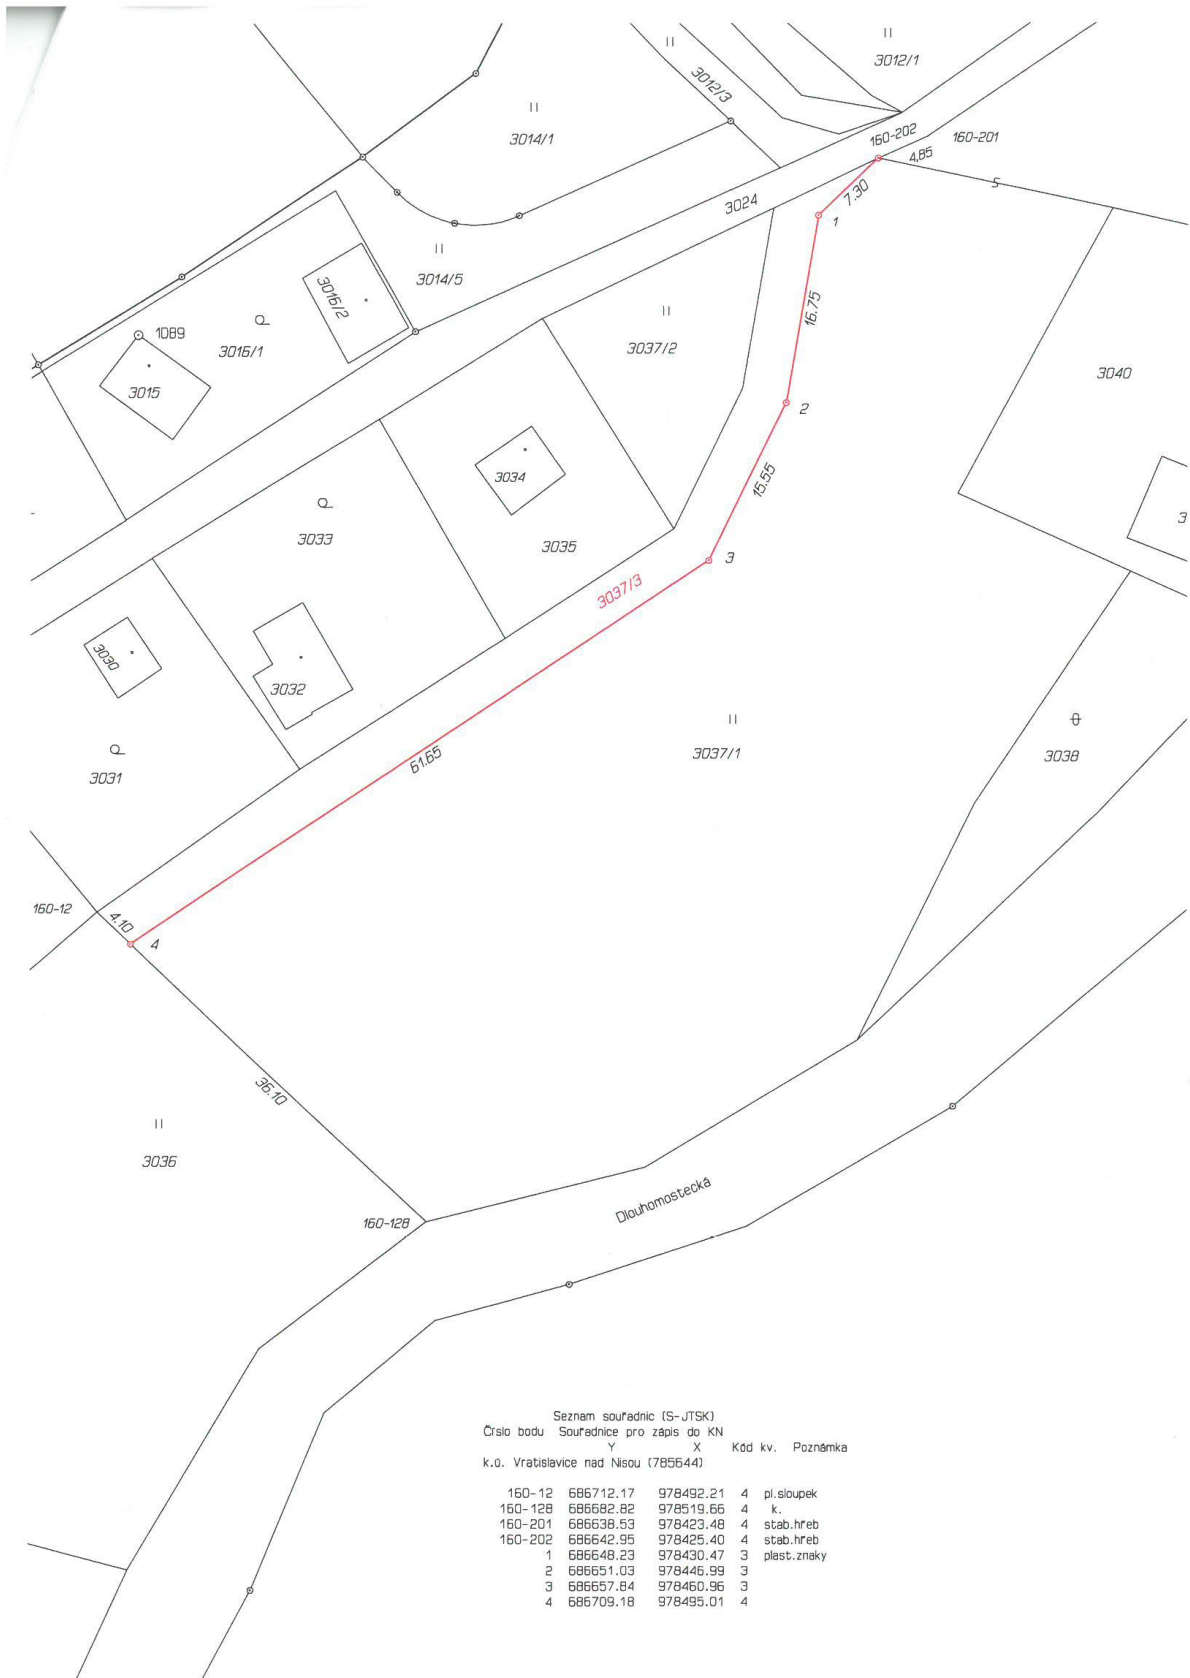 3012/1
3012/3
3014/1
160-202
160-201
4,85
S
7.30
3024
1
3014/5
3016/2
1089
3016/1
16.75
3015
3037/2
3040
2
3034
15.55
3033
3035
3
3
3037/3
3030
3032
3037/1
3038
3031
61.65
160-12
4.10
4
36.10
3036
Dlouhomostecká
160-128
Seznam souřadnic (S-JTSK)
Číslo bodu Souřadnice pro zápis do KN
Y X Kód kv. Poznámka
k.ú. Vratislavice nad Nisou (785644)
160-12 686712.17 978492.21 4 pl.sloupek
160-128 686682.82 978519.66 4 k.
160-201 686638.53 978423.48 4 stab.hřeb
160-202 686642.95 978425.40 4 stab.hřeb
1 686648.23 978430.47 3 plast.znaky
2 686651.03 978446.99 3
3 686657.84 978460.96 3
4 686709.18 978495.01 4